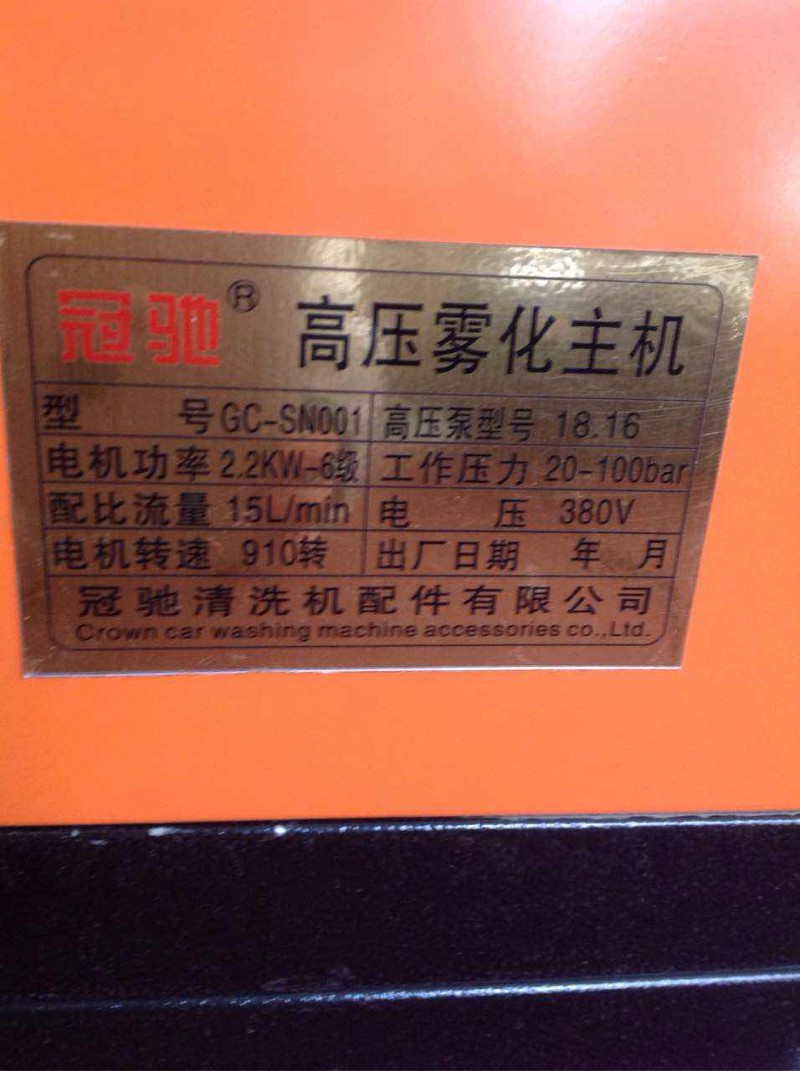 冠驰® 高压雾化主机
型 号 GC-SN001 高压泵型号 18.16
电机功率 2.2KW-6级 工作压力 20-100bar
配比流量 15L/min 电 压 380V
电机转速 910转 出厂日期 年 月
冠驰清洗机配件有限公司
Crown car washing machine accessories co.,Ltd.